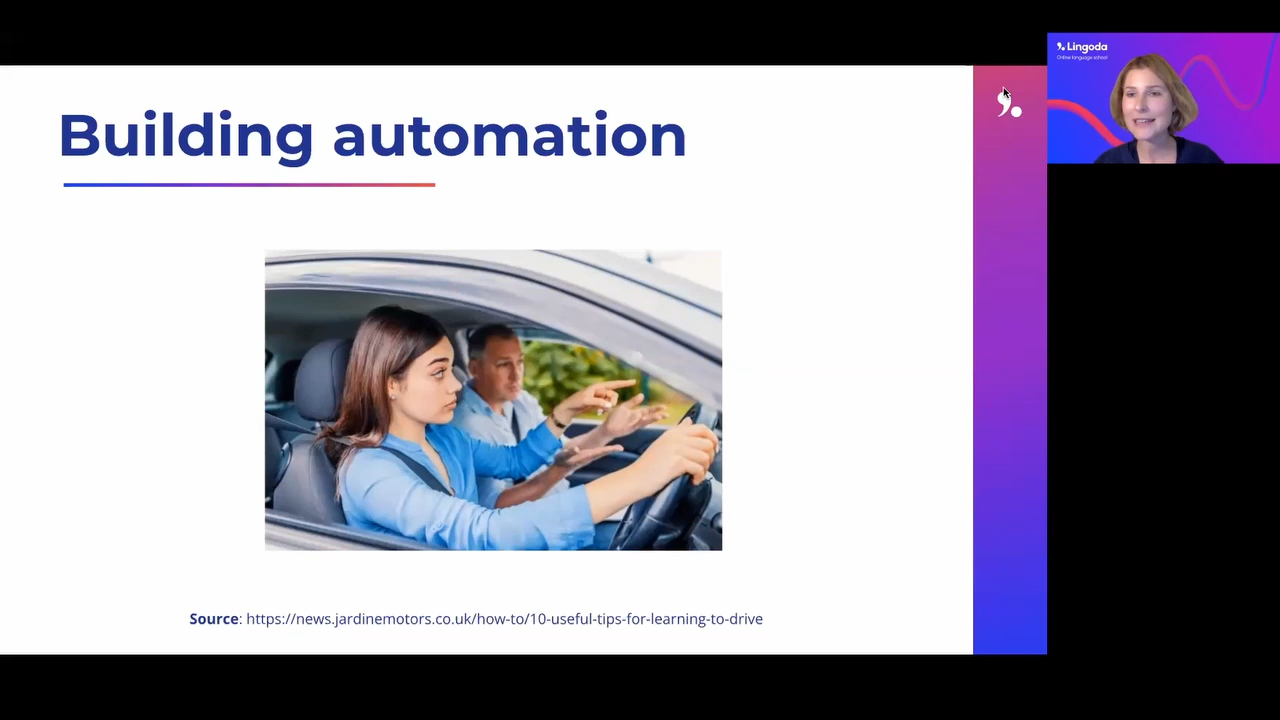 Building automation
Source: https://news.jardinemotors.co.uk/how-to/10-useful-tips-for-learning-to-drive
Lingoda
Online language school